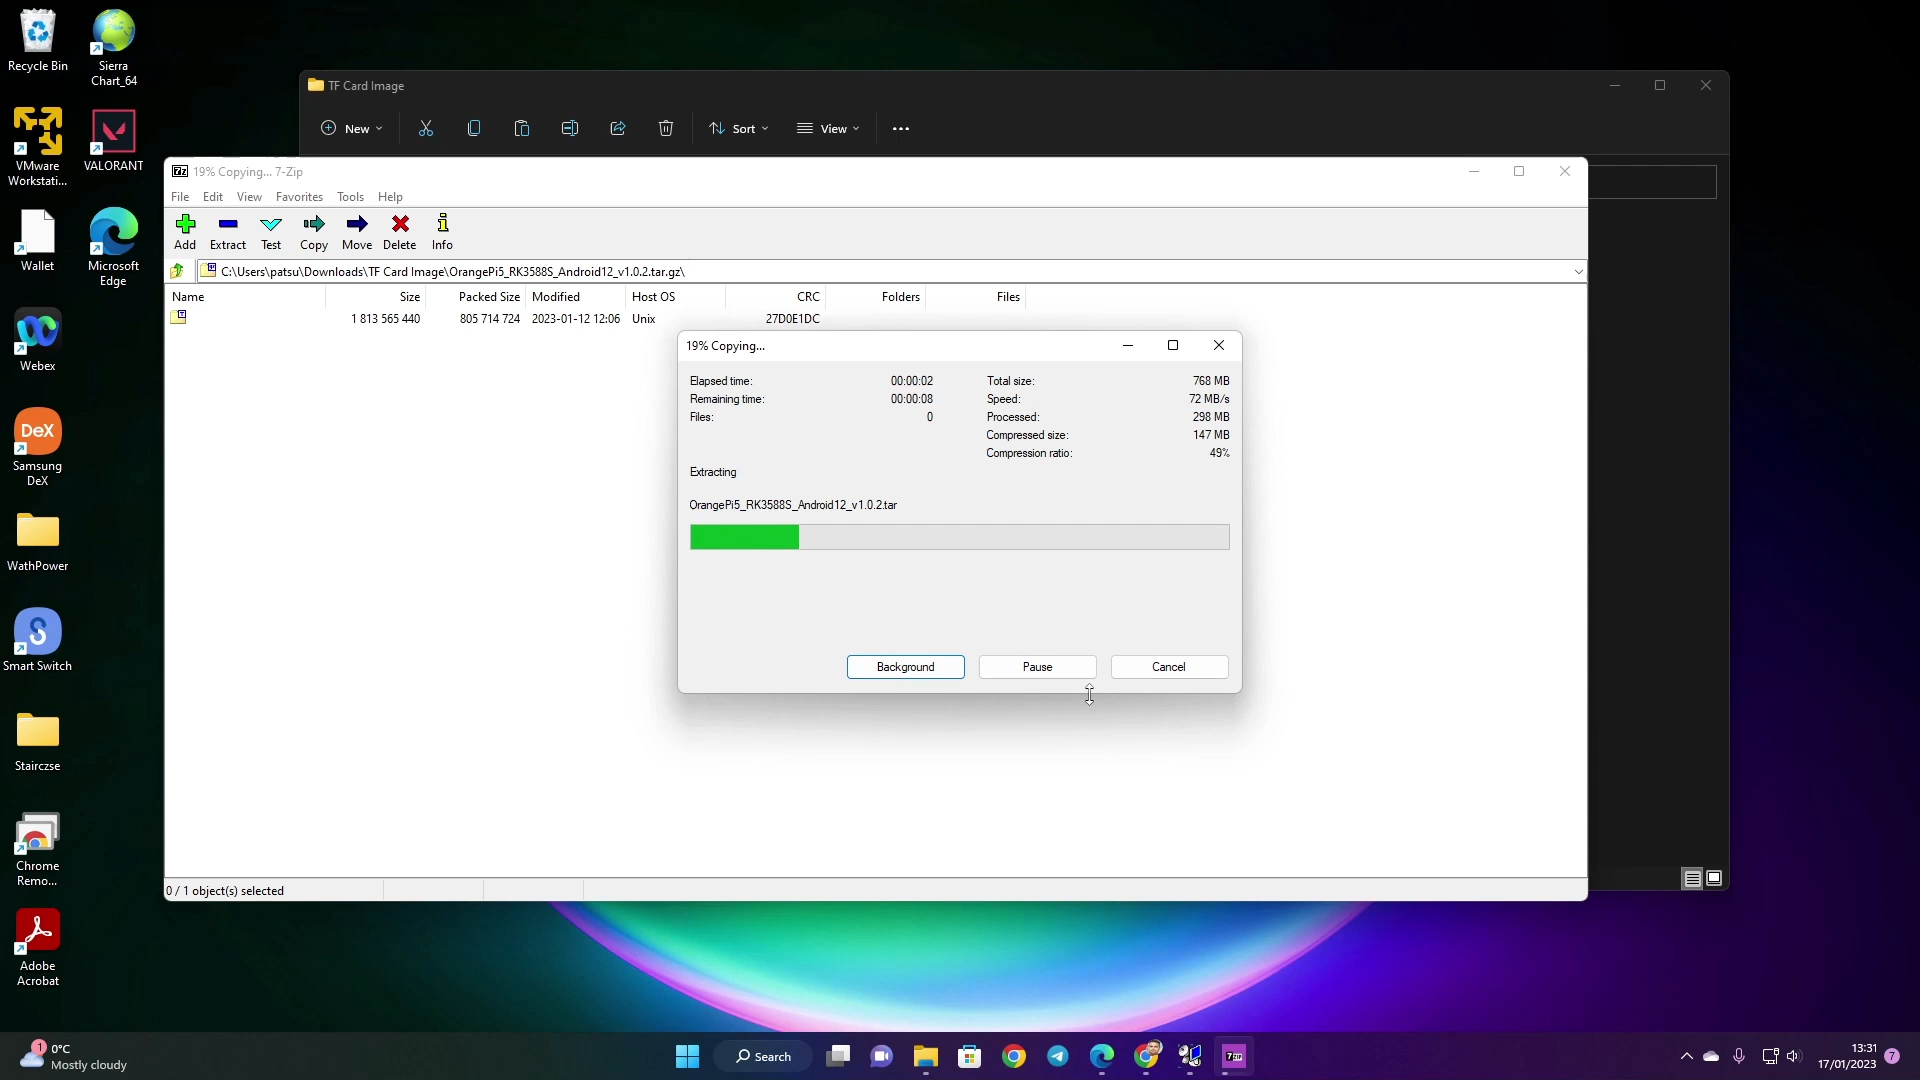 Recycle Bin
Sierra
Chart_64
VMware
Workstati...
VALORANT
Wallet
Microsoft
Edge
Webex
DeX
Samsung
DeX
WathPower
Smart Switch
Stairczse
Chrome
Remo...
Adobe
Acrobat
TF Card Image
New
Sort
View
7z 19% Copying... 7-Zip
File Edit View Favorites Tools Help
Add Extract Test Copy Move Delete Info
C:\Users\patsu\Downloads\TF Card Image\OrangePi5_RK3588S_Android12_v1.0.2.tar.gz\
Name Size Packed Size Modified Host OS CRC Folders Files
1 813 565 440 805 714 724 2023-01-12 12:06 Unix 27D0E1DC
19% Copying...
Elapsed time: 00:00:02 Total size: 768 MB
Remaining time: 00:00:08 Speed: 72 MB/s
Files: 0 Processed: 298 MB
Compressed size: 147 MB
Compression ratio: 49%
Extracting
OrangePi5_RK3588S_Android12_v1.0.2.tar
Background Pause Cancel
0 / 1 object(s) selected
1
0°C
Mostly cloudy
Search
7ZIP
13:31
17/01/2023
7